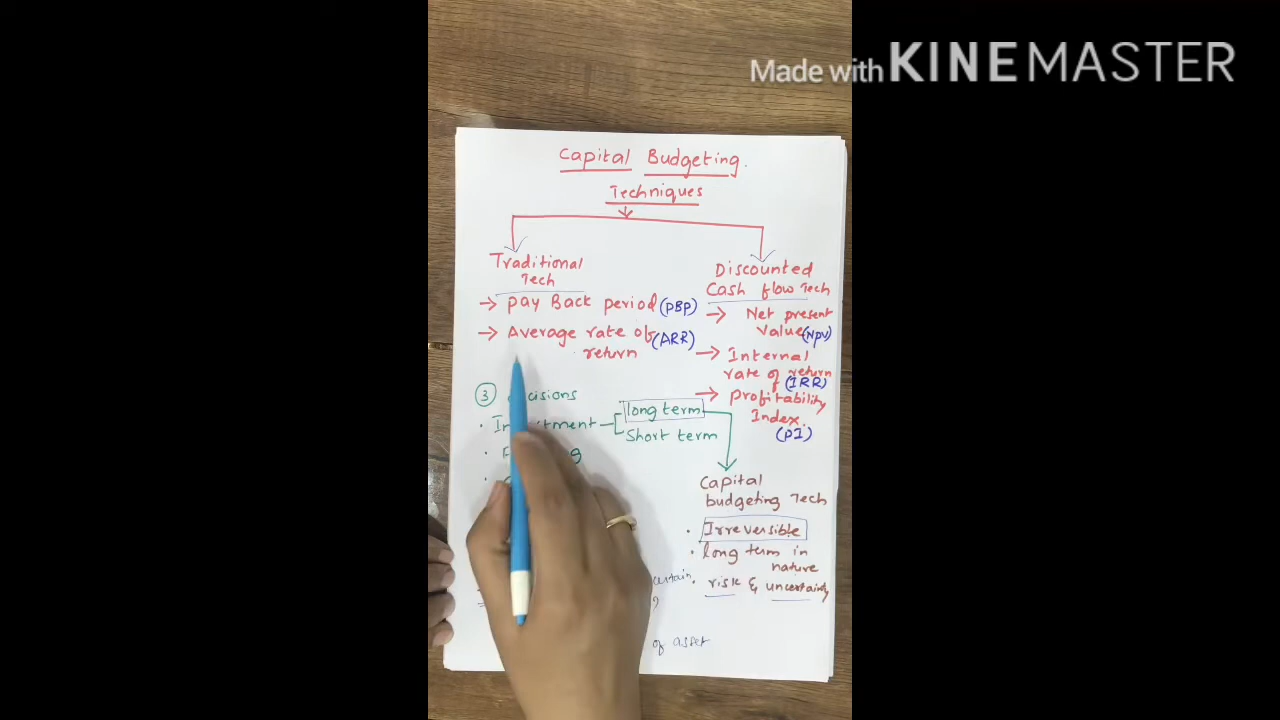 Made with KINEMASTER
Capital Budgeting.
Techniques
Traditional
Tech
→ pay Back period (PBP)
→ Average rate of (ARR)
return
Discounted
Cash flow Tech
→ Net present
Value (NPV)
→ Internal
rate of return
(IRR)
→ profitability
Index.
(PI)
③
long term
Short term
Capital
budgeting Tech
· Irreversible
· long term in
nature
· risk & uncertainty
of asset